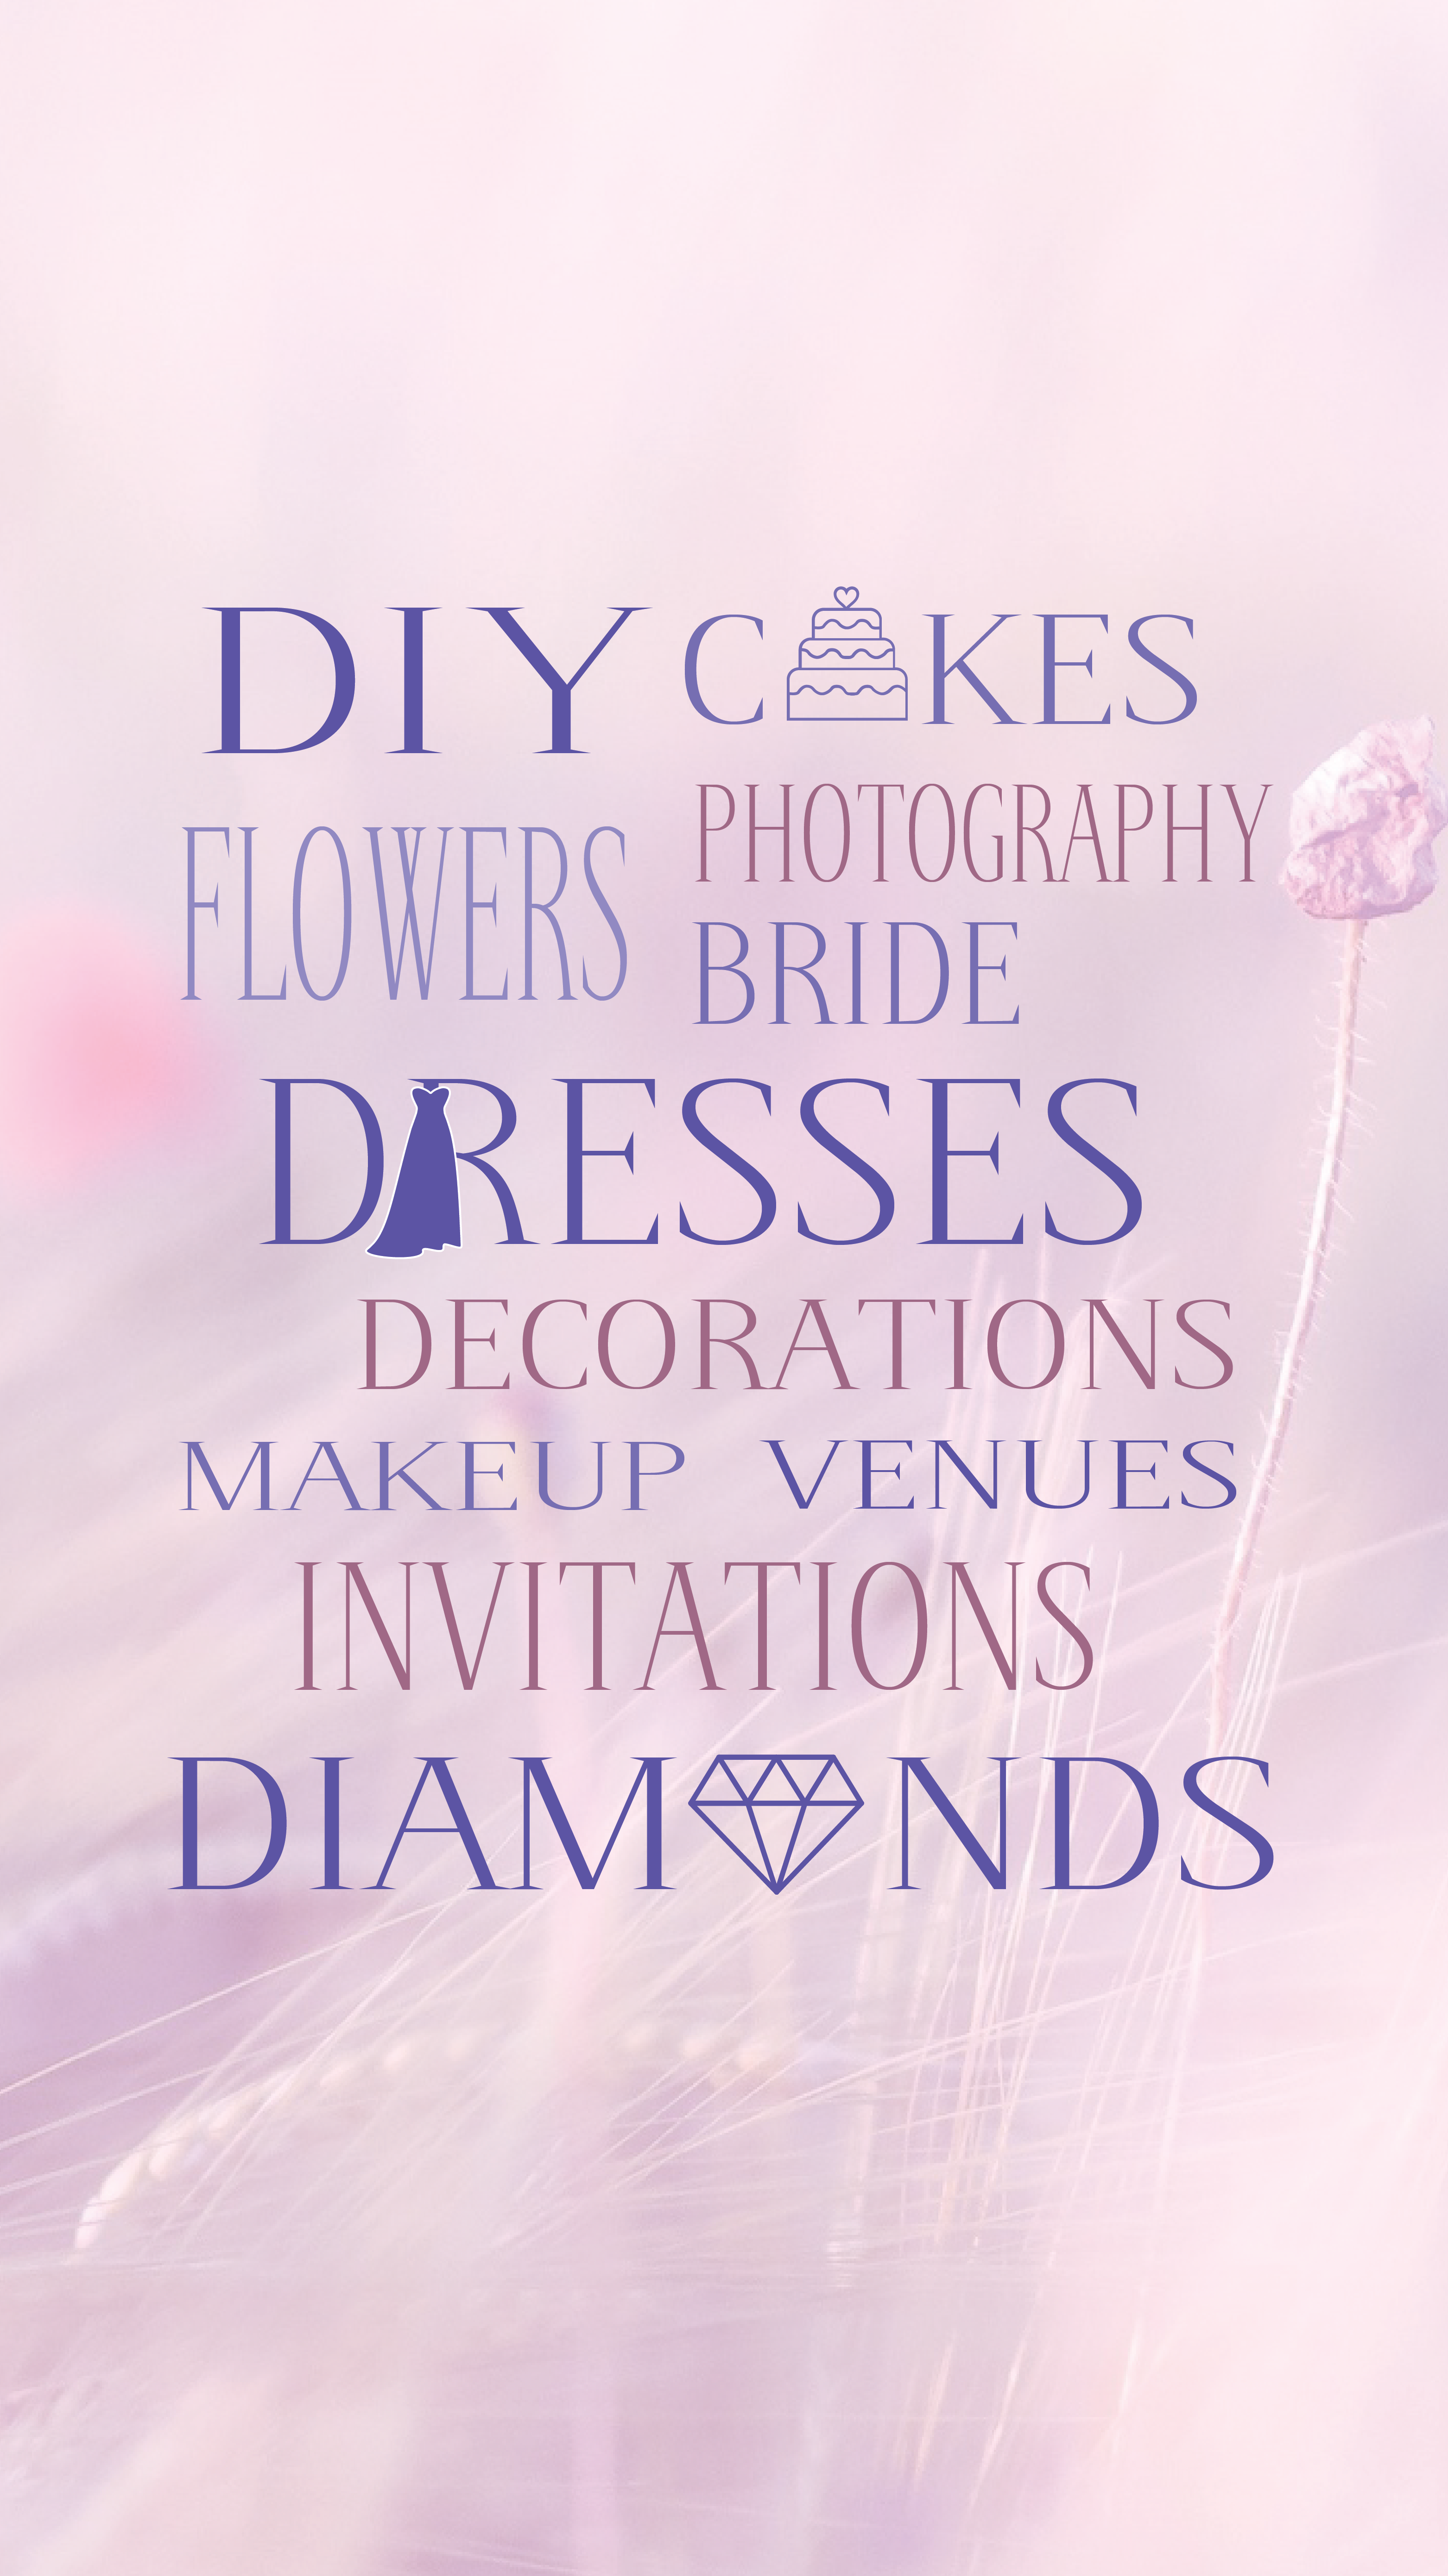 DIY CAKES
FLOWERS
PHOTOGRAPHY
BRIDE
DRESSES
DECORATIONS
MAKEUP VENUES
INVITATIONS
DIAMONDS